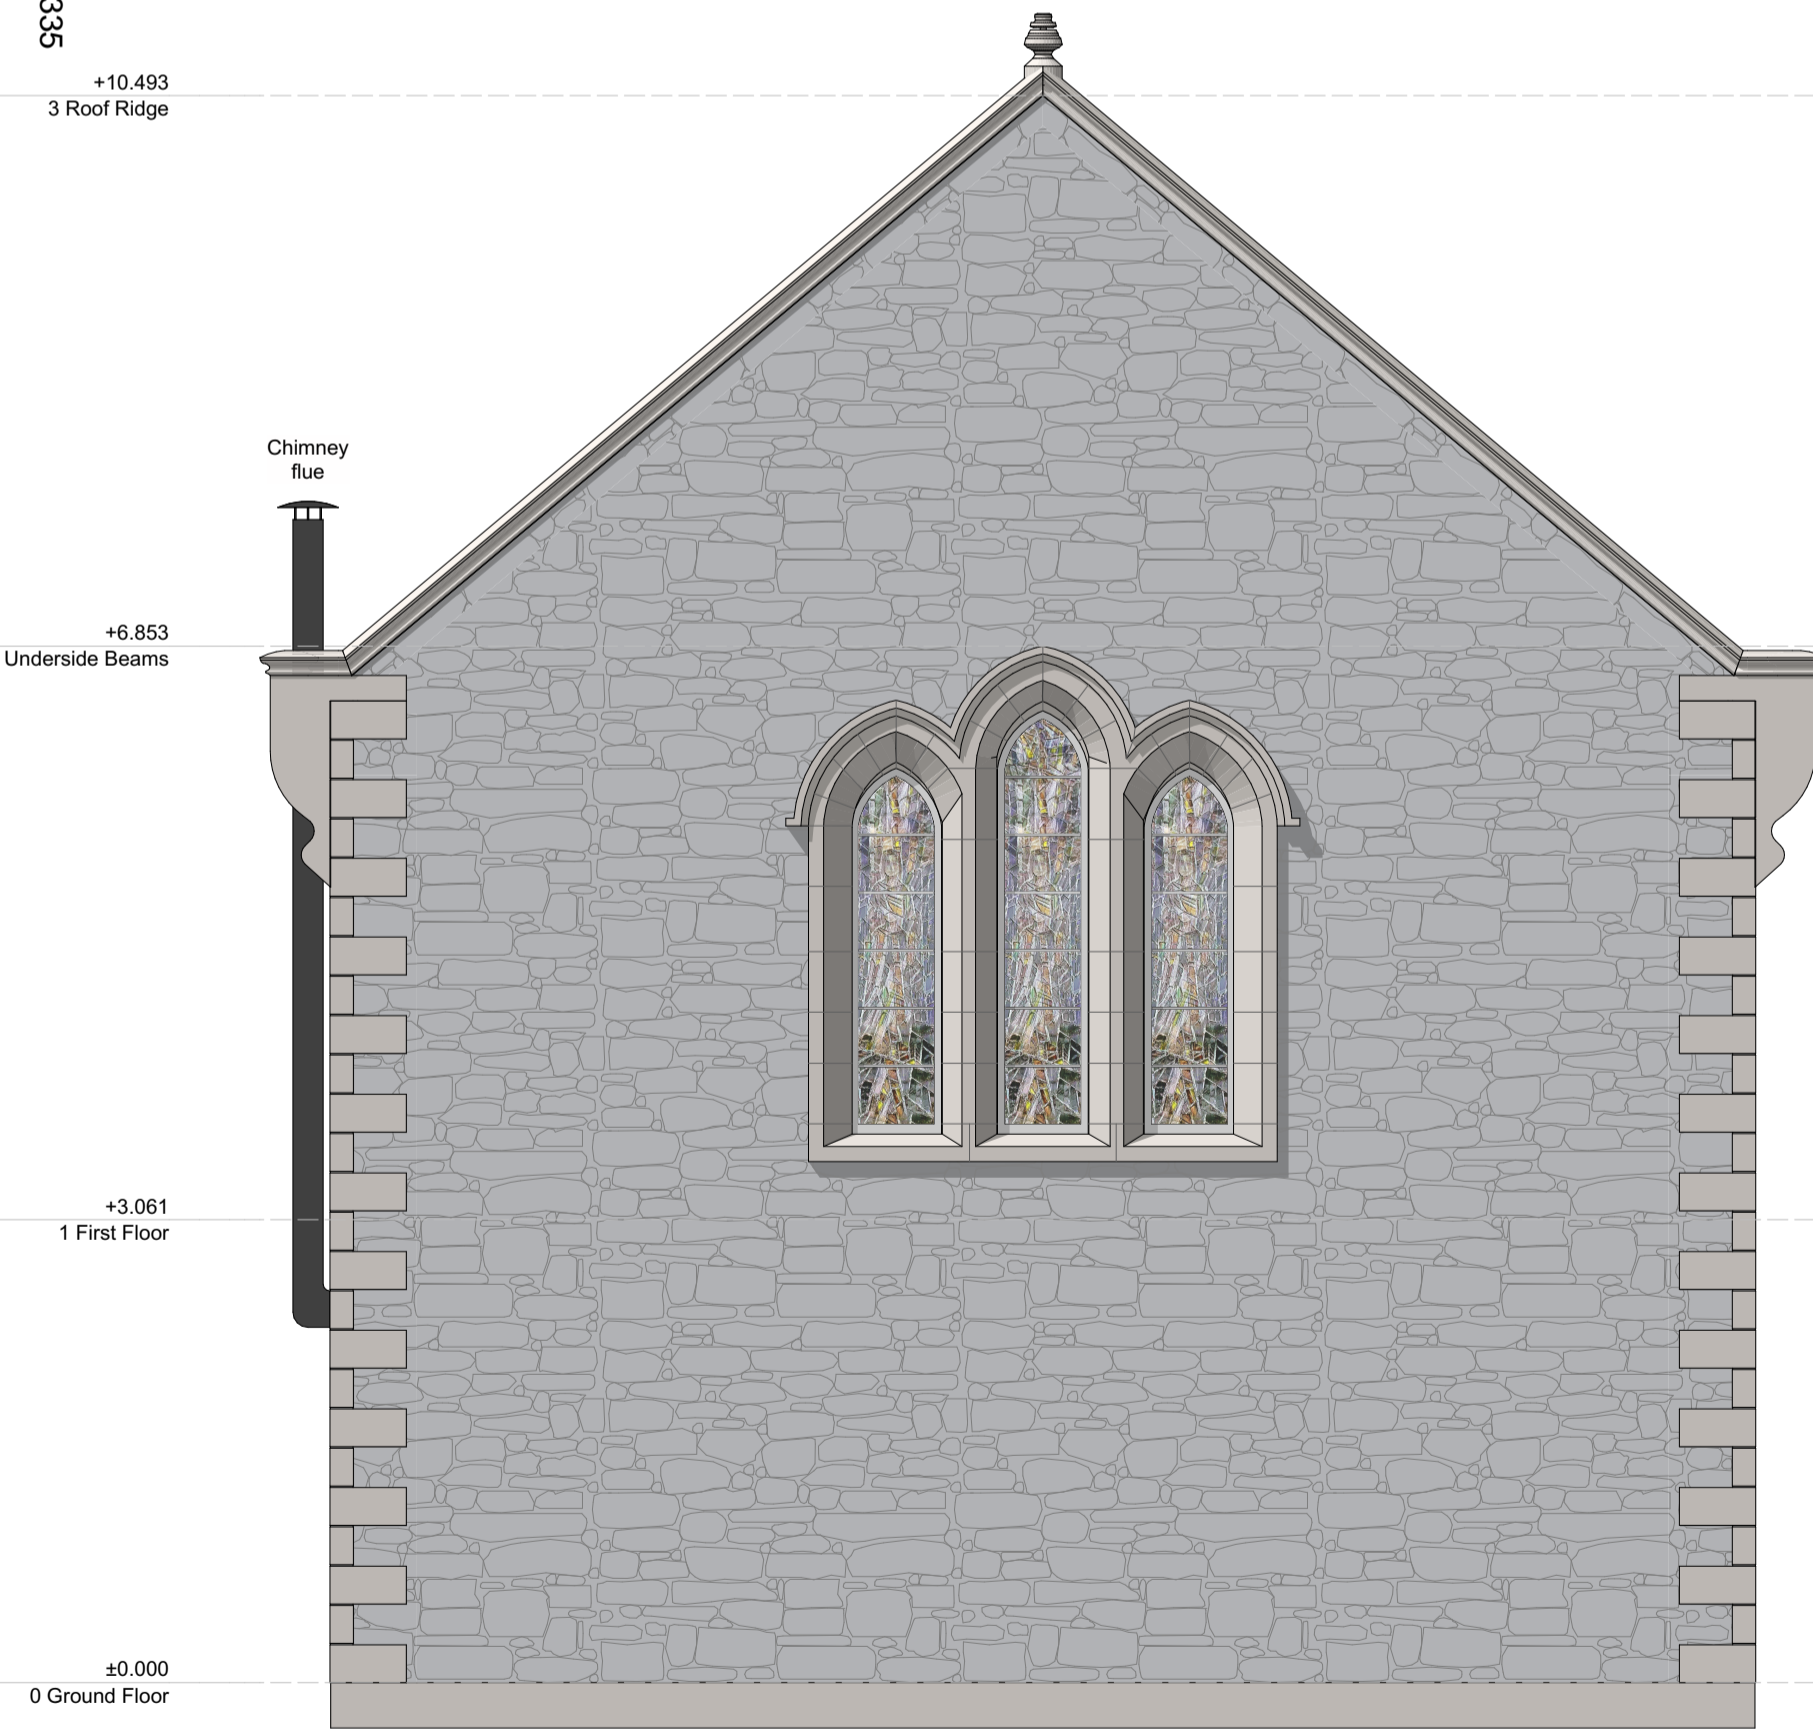 335
+10.493
3 Roof Ridge
Chimney
flue
+6.853
Underside Beams
+3.061
1 First Floor
±0.000
0 Ground Floor